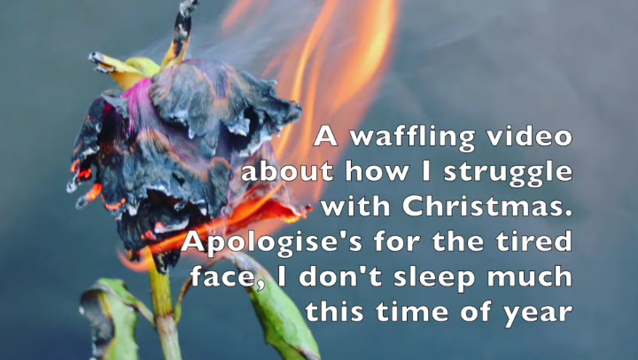 A waffling video
about how I struggle
with Christmas.
Apologise's for the tired
face, I don't sleep much
this time of year